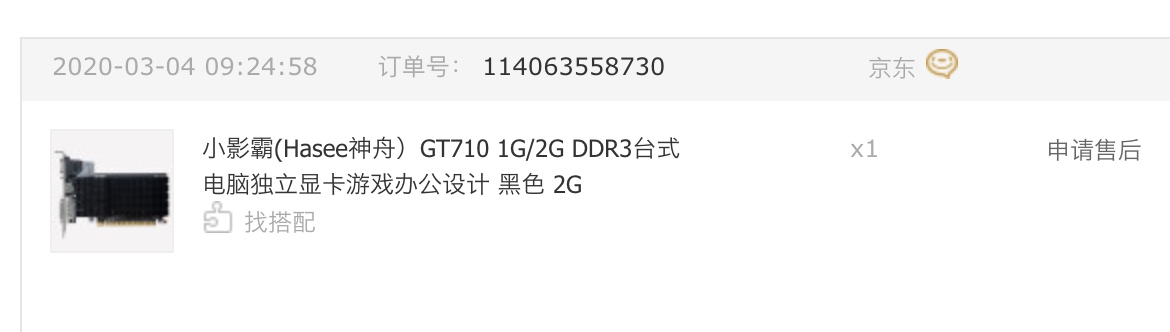 2020-03-04 09:24:58 订单号： 114063558730 京东
小影霸(Hasee神舟）GT710 1G/2G DDR3台式 x1 申请售后
电脑独立显卡游戏办公设计 黑色 2G
找搭配